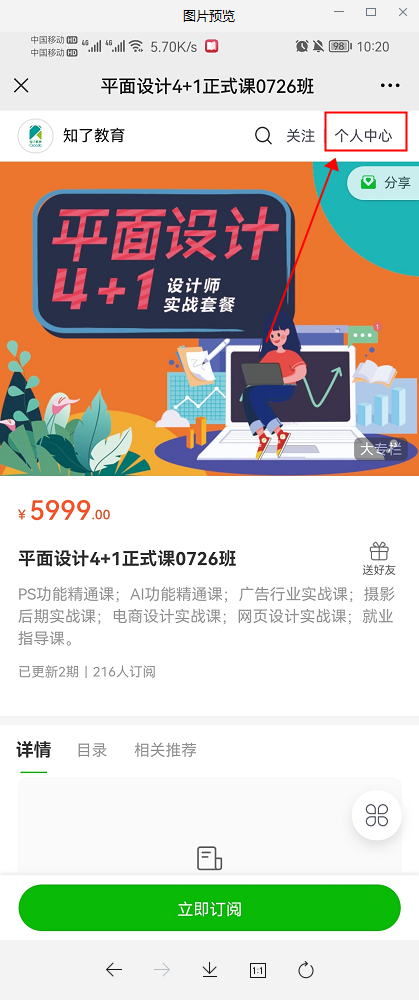 图片预览
中国移动 HD
中国移动 HD
4G 4G 5.70K/s 98 10:20
平面设计4+1正式课0726班
知了教育 关注 个人中心
分享
平面设计
4+1 设计师
实战套餐
大专栏
¥5999.00
平面设计4+1正式课0726班
送好友
PS功能精通课；AI功能精通课；广告行业实战课；摄影
后期实战课；电商设计实战课；网页设计实战课；就业
指导课。
已更新2期 | 216人订阅
详情 目录 相关推荐
立即订阅
1:1